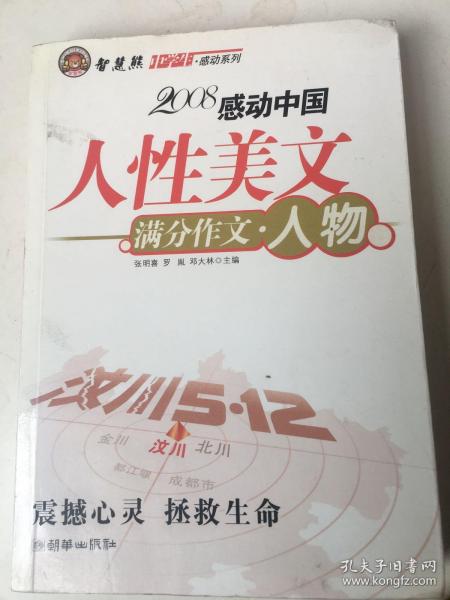 智慧熊 ·感动系列
2008感动中国
人性美文
满分作文·人物
张明喜 罗胤 邓大林○主编
汶川5·12
金川 汶川 北川
都江堰 成都市
震撼心灵 拯救生命
朝華出版社
孔夫子旧书网
kongfz.com